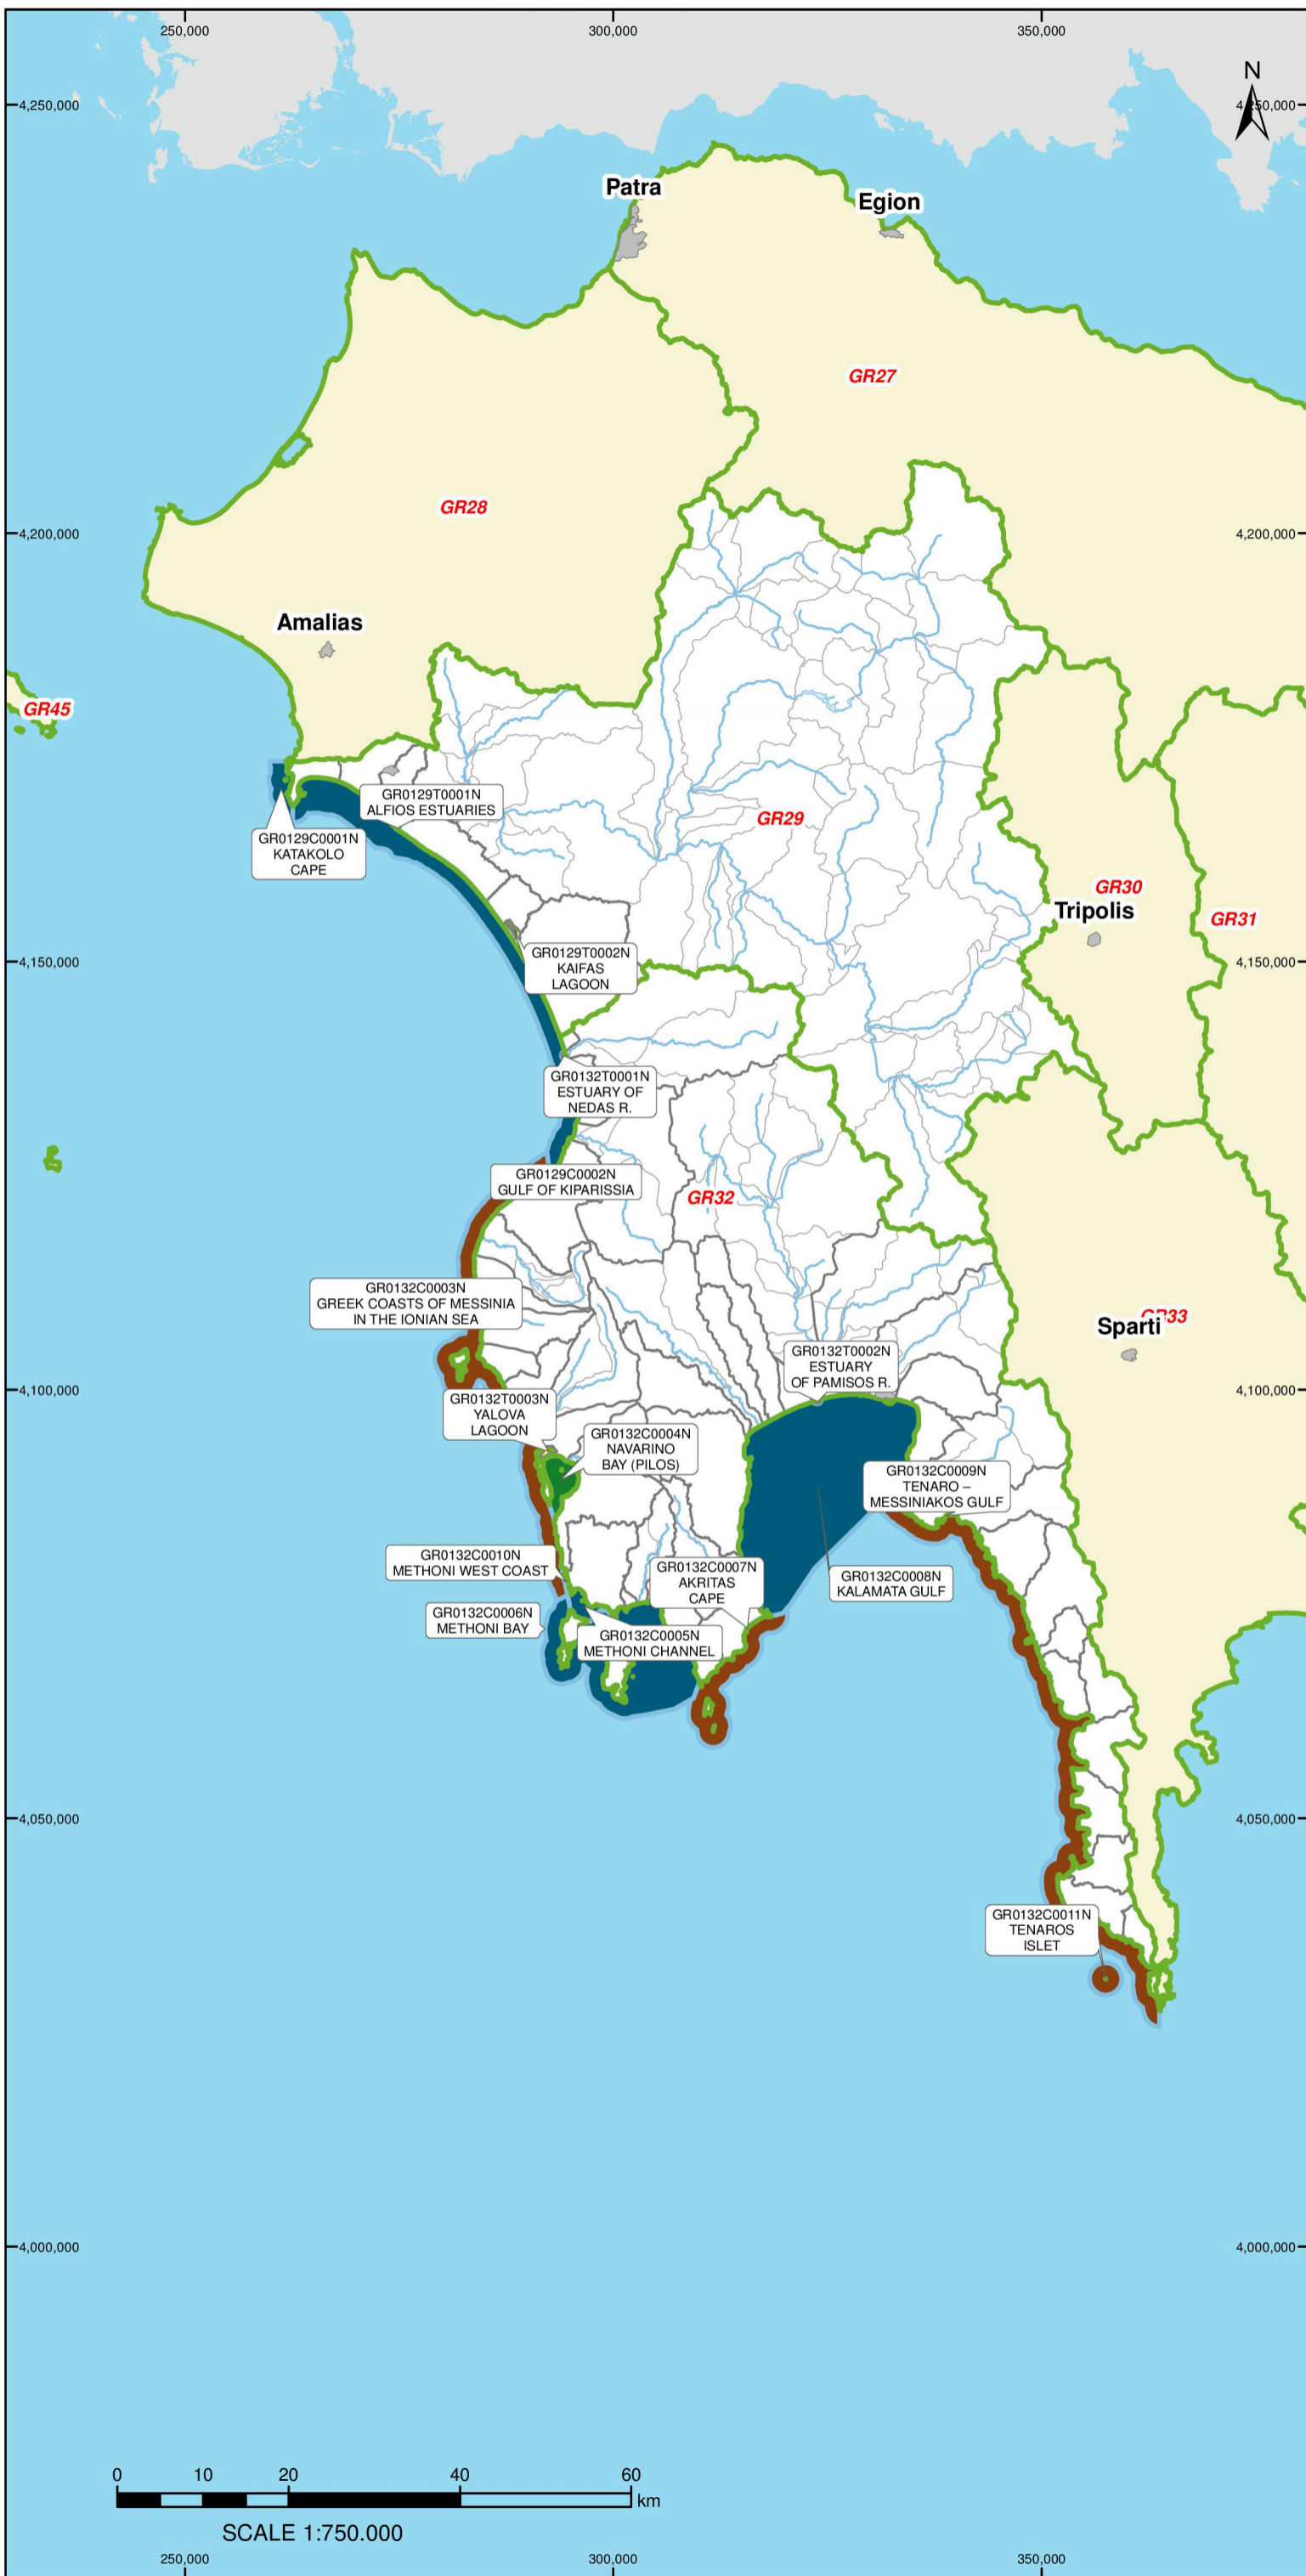 250,000
300,000
350,000
N
4,250,000
4,250,000
Patra
Egion
GR27
GR28
4,200,000
4,200,000
Amalias
GR45
GR0129T0001N
ALFIOS ESTUARIES
GR29
GR0129C0001N
KATAKOLO
CAPE
GR30
Tripolis
GR31
GR0129T0002N
KAIFAS
LAGOON
4,150,000
4,150,000
GR0132T0001N
ESTUARY OF
NEDAS R.
GR0129C0002N
GULF OF KIPARISSIA
GR32
GR0132C0003N
GREEK COASTS OF MESSINIA
IN THE IONIAN SEA
GR33
Sparti
GR0132T0002N
ESTUARY
OF PAMISOS R.
4,100,000
4,100,000
GR0132T0003N
YALOVA
LAGOON
GR0132C0004N
NAVARINO
BAY (PILOS)
GR0132C0009N
TENARO –
MESSINIAKOS GULF
GR0132C0010N
METHONI WEST COAST
GR0132C0007N
AKRITAS
CAPE
GR0132C0008N
KALAMATA GULF
GR0132C0006N
METHONI BAY
GR0132C0005N
METHONI CHANNEL
4,050,000
4,050,000
GR0132C0011N
TENAROS
ISLET
4,000,000
4,000,000
0 10 20 40 60
km
SCALE 1:750.000
250,000
300,000
350,000